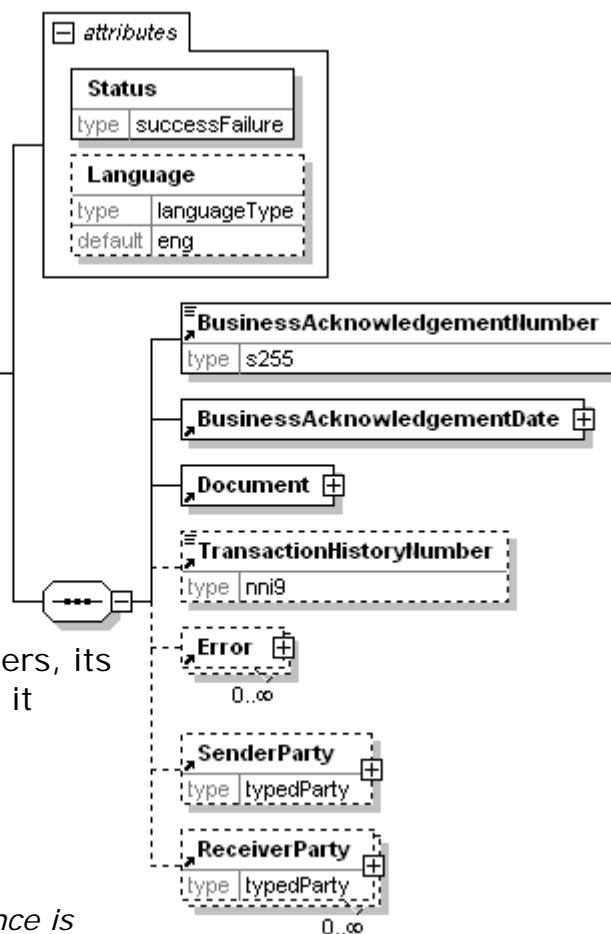 attributes
Status
type successFailure
Language
type languageType
default eng
BusinessAcknowledgementNumber
type s255
BusinessAcknowledgementDate
Document
TransactionHistoryNumber
type nni9
ers, its
it
Error
0..∞
SenderParty
type typedParty
ReceiverParty
type typedParty
0..∞
nce is